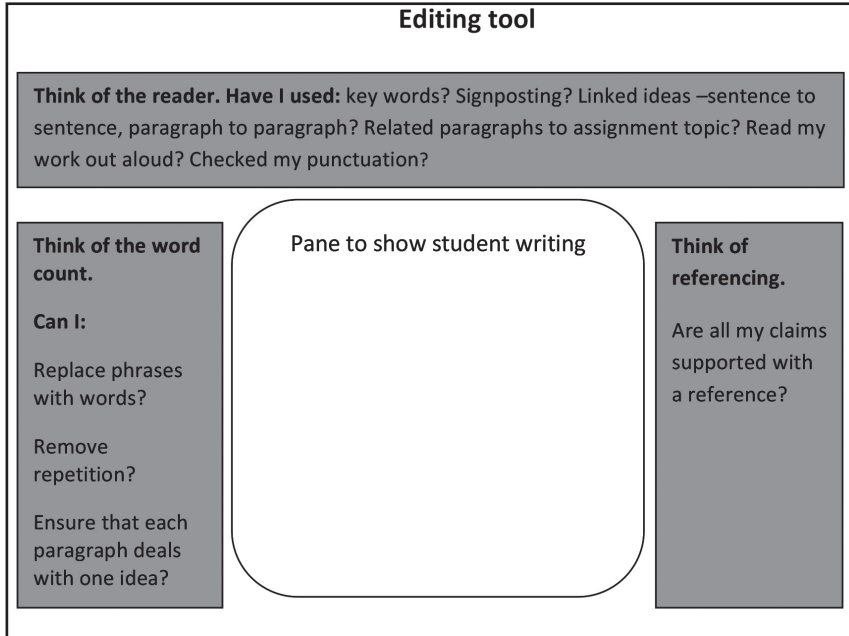 Editing tool
Think of the reader. Have I used: key words? Signposting? Linked ideas –sentence to
sentence, paragraph to paragraph? Related paragraphs to assignment topic? Read my
work out aloud? Checked my punctuation?
Think of the word
count.
Can I:
Replace phrases
with words?
Remove
repetition?
Ensure that each
paragraph deals
with one idea?
Pane to show student writing
Think of
referencing.
Are all my claims
supported with
a reference?